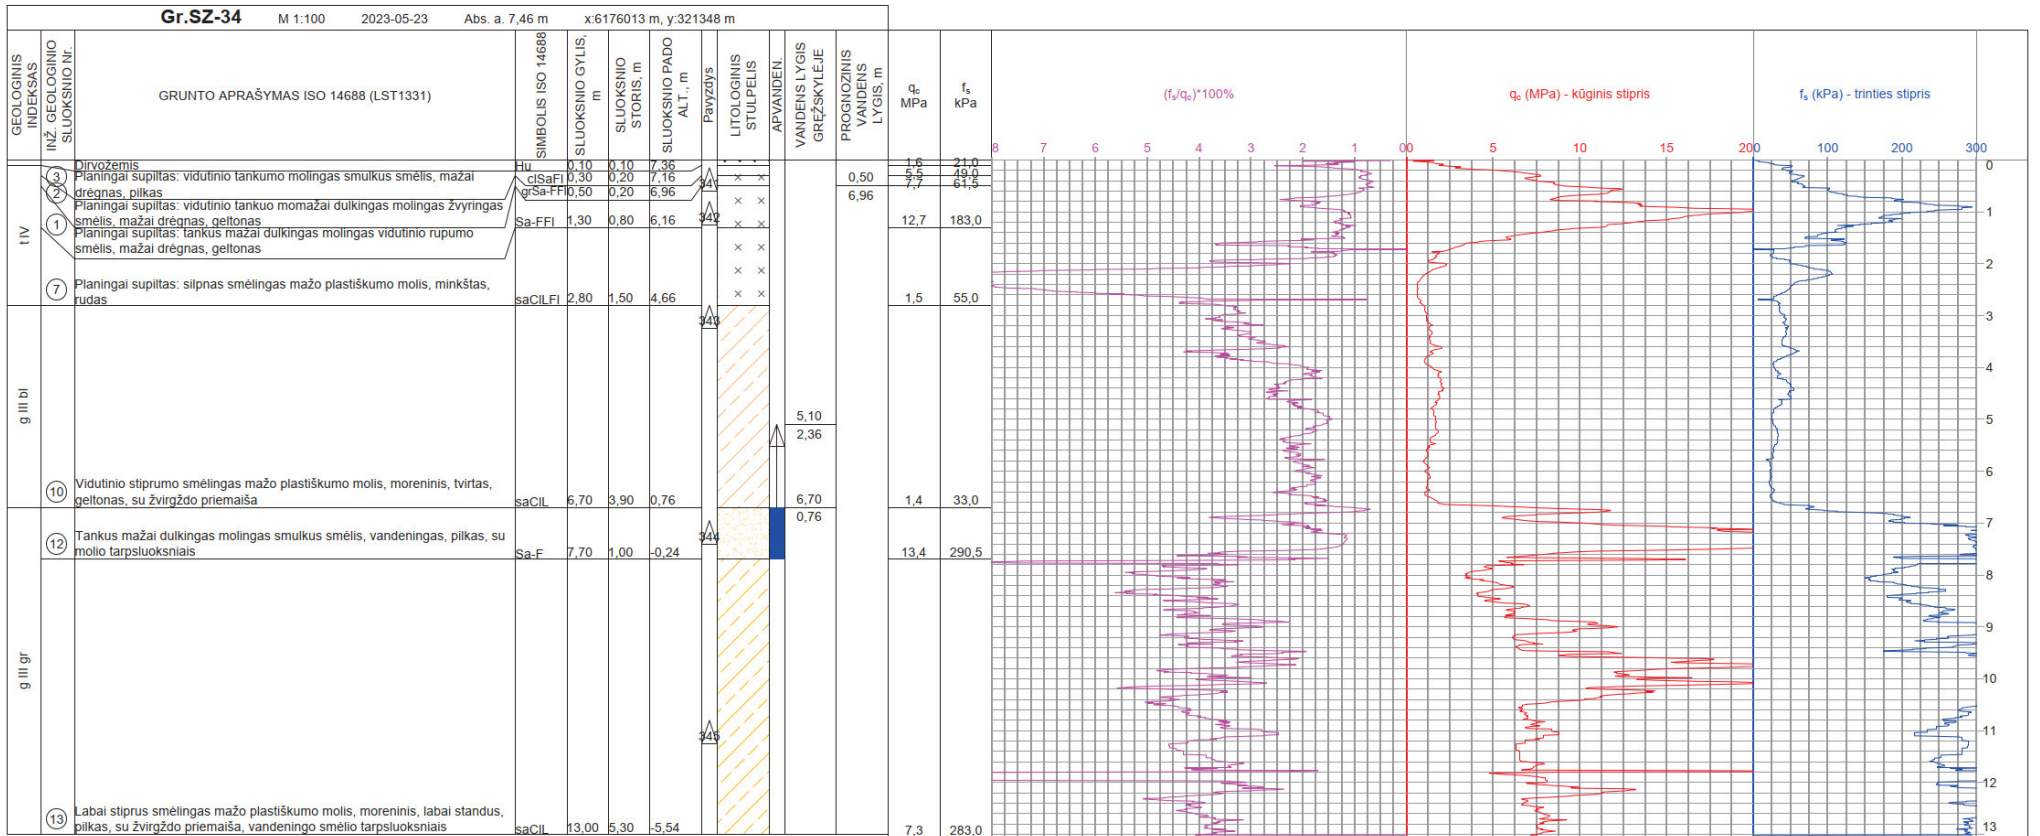 Gr.SZ-34 M 1:100 2023-05-23 Abs. a. 7,46 m x:6176013 m, y:321348 m
GEOLOGINIS INDEKSAS
INŽ. GEOLOGINIO SLUOKSNIO Nr.
GRUNTO APRAŠYMAS ISO 14688 (LST1331)
SIMBOLIS ISO 14688
SLUOKSNIO GYLIS, m
SLUOKSNIO STORIS, m
SLUOKSNIO PADO ALT., m
Pavyzdys
LITOLOGINIS STULPELIS
APVANDEN.
VANDENS LYGIS GRĘŽSKYLĖJE
PROGNOZINIS VANDENS LYGIS, m
qc MPa
fs kPa
(fs/qc)*100%
qc (MPa) - kūginis stipris
fs (kPa) - trinties stipris
8 7 6 5 4 3 2 1 0
0 5 10 15 20
0 100 200 300
t IV
Dirvožemis Hu 0,10 0,10 7,36 1,6 21,0
3 Planingai supiltas: vidutinio tankumo molingas smulkus smėlis, mažai
drėgnas, pilkas clSaFI 0,30 0,20 7,16 5,5 49,0
2 Planingai supiltas: vidutinio tankuo momažai dulkingas molingas žvyringas
smėlis, mažai drėgnas, geltonas grSa-FFI 0,50 0,20 6,96 7,7 61,5
1 Planingai supiltas: tankus mažai dulkingas molingas vidutinio rupumo
smėlis, mažai drėgnas, geltonas Sa-FFI 1,30 0,80 6,16 12,7 183,0
7 Planingai supiltas: silpnas smėlingas mažo plastiškumo molis, minkštas,
rudas saClLFI 2,80 1,50 4,66 1,5 55,0
341
342
343
0,50
6,96
g III bl
10 Vidutinio stiprumo smėlingas mažo plastiškumo molis, moreninis, tvirtas,
geltonas, su žvirgždo priemaiša saClL 6,70 3,90 0,76 1,4 33,0
5,10
2,36
6,70
0,76
g III gr
12 Tankus mažai dulkingas molingas smulkus smėlis, vandeningas, pilkas, su
molio tarpsluoksniais Sa-F 7,70 1,00 -0,24 13,4 290,5
344
345
13 Labai stiprus smėlingas mažo plastiškumo molis, moreninis, labai standus,
pilkas, su žvirgždo priemaiša, vandeningo smėlio tarpsluoksniais saClL 13,00 5,30 -5,54 7,3 283,0
0
1
2
3
4
5
6
7
8
9
10
11
12
13